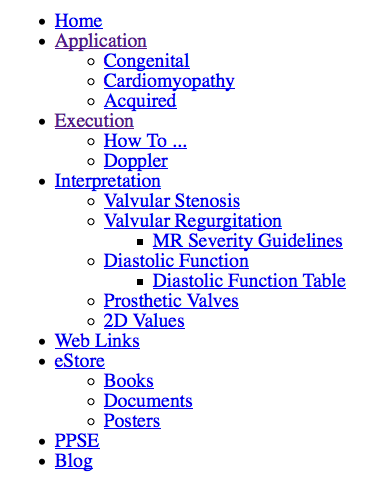 Home
Application
Congenital
Cardiomyopathy
Acquired
Execution
How To ...
Doppler
Interpretation
Valvular Stenosis
Valvular Regurgitation
MR Severity Guidelines
Diastolic Function
Diastolic Function Table
Prosthetic Valves
2D Values
Web Links
eStore
Books
Documents
Posters
PPSE
Blog